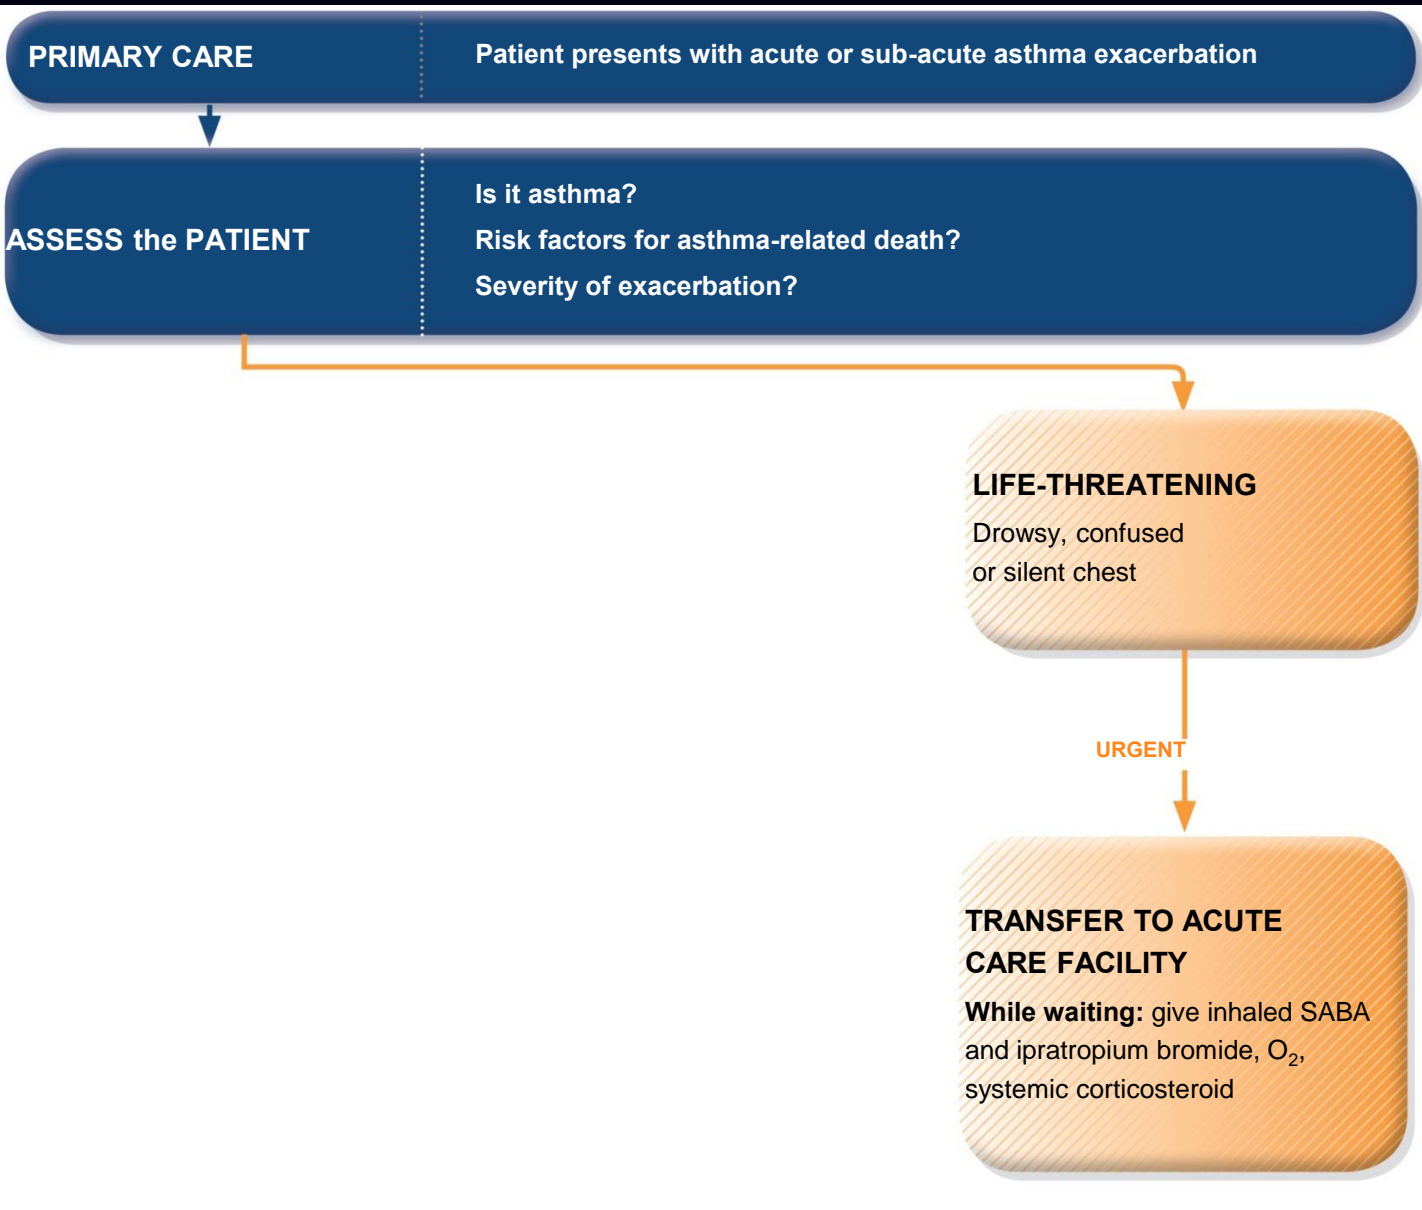 PRIMARY CARE
Patient presents with acute or sub-acute asthma exacerbation
ASSESS the PATIENT
Is it asthma?
Risk factors for asthma-related death?
Severity of exacerbation?
LIFE-THREATENING
Drowsy, confused
or silent chest
URGENT
TRANSFER TO ACUTE
CARE FACILITY
While waiting: give inhaled SABA
and ipratropium bromide, O₂,
systemic corticosteroid